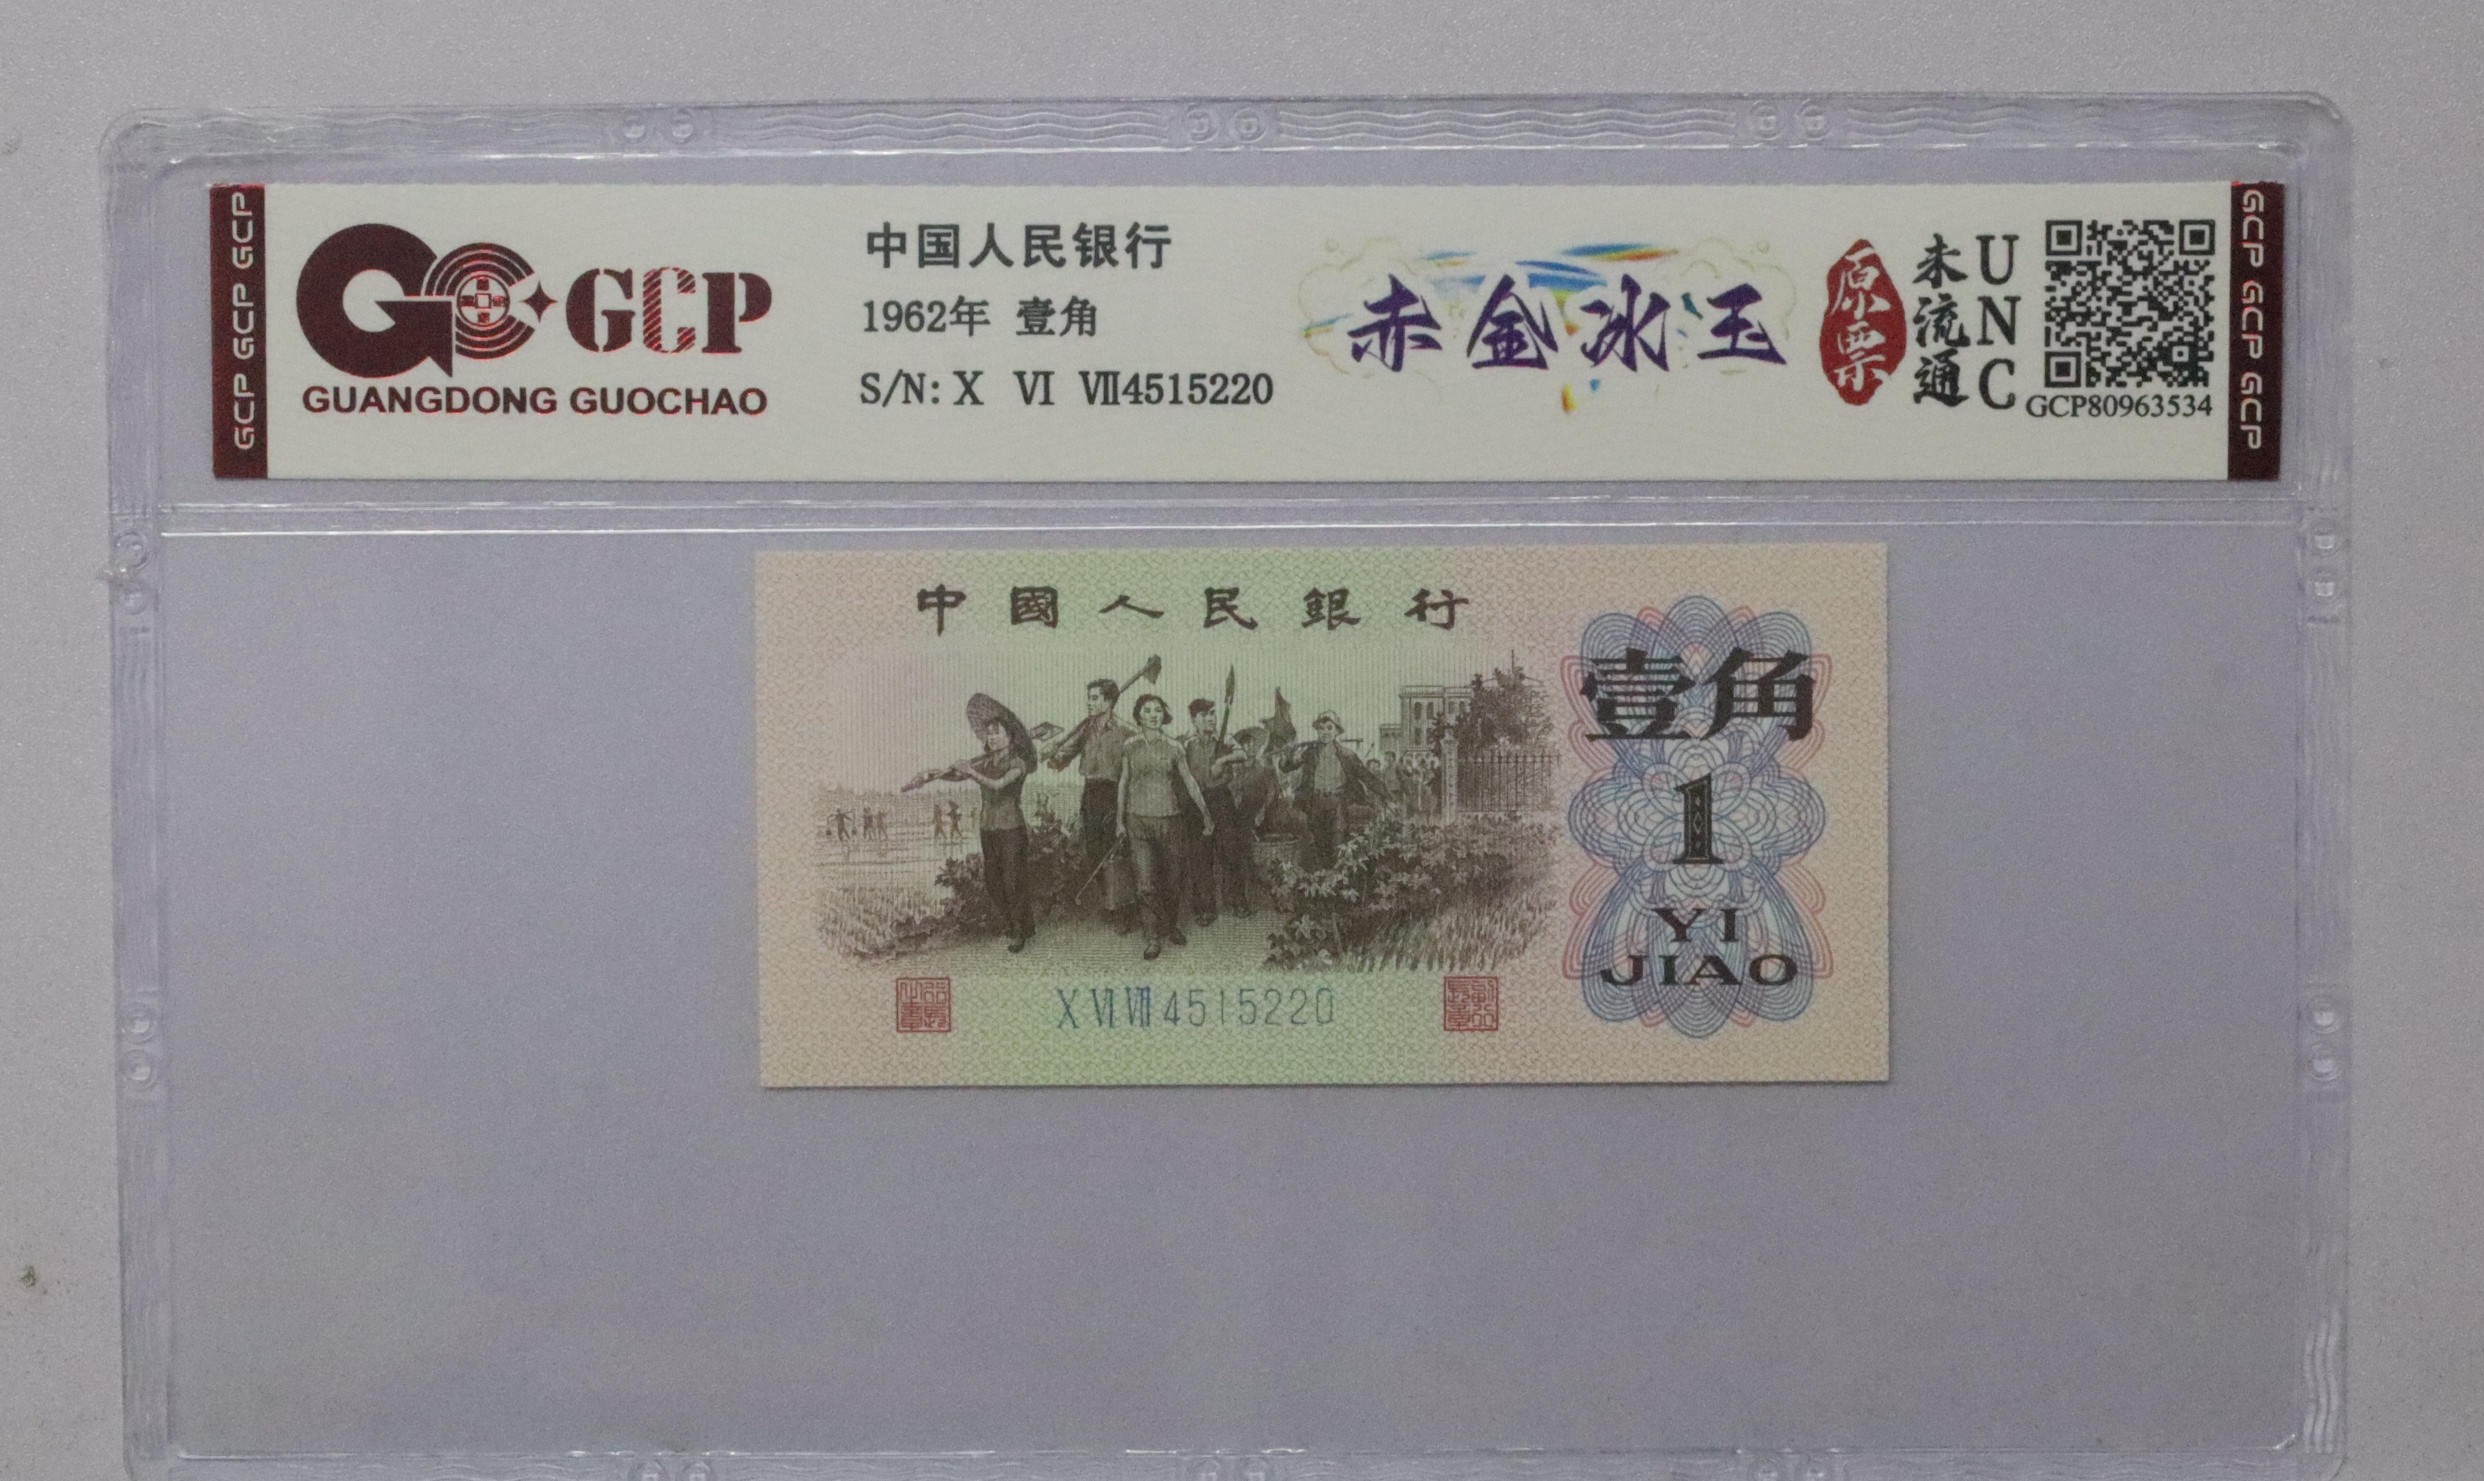 GCP GCP GCP
GCP
GUANGDONG GUOCHAO
中国人民银行
1962年 壹角
S/N: X Ⅵ Ⅶ4515220
赤金冰玉
原票
未流通
UNC
GCP80963534
GCP GCP GCP
中國人民銀行
壹角
1
YI
JIAO
X Ⅵ Ⅶ 4515220